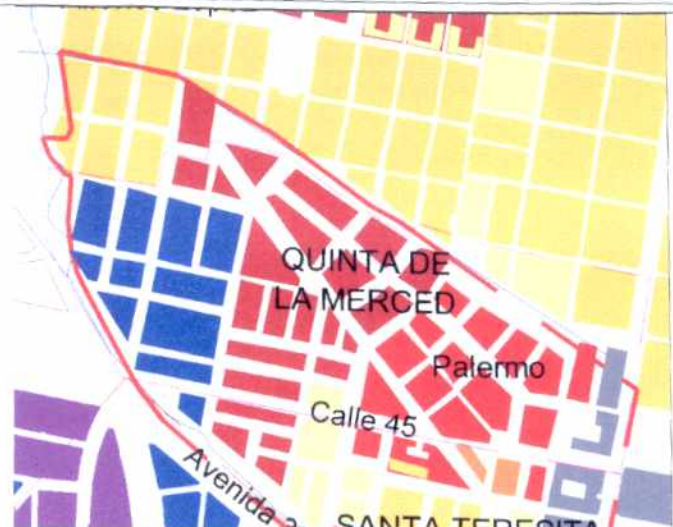 QUINTA DE
LA MERCED
Palermo
Calle 45
Avenida
SANTA TERESITA